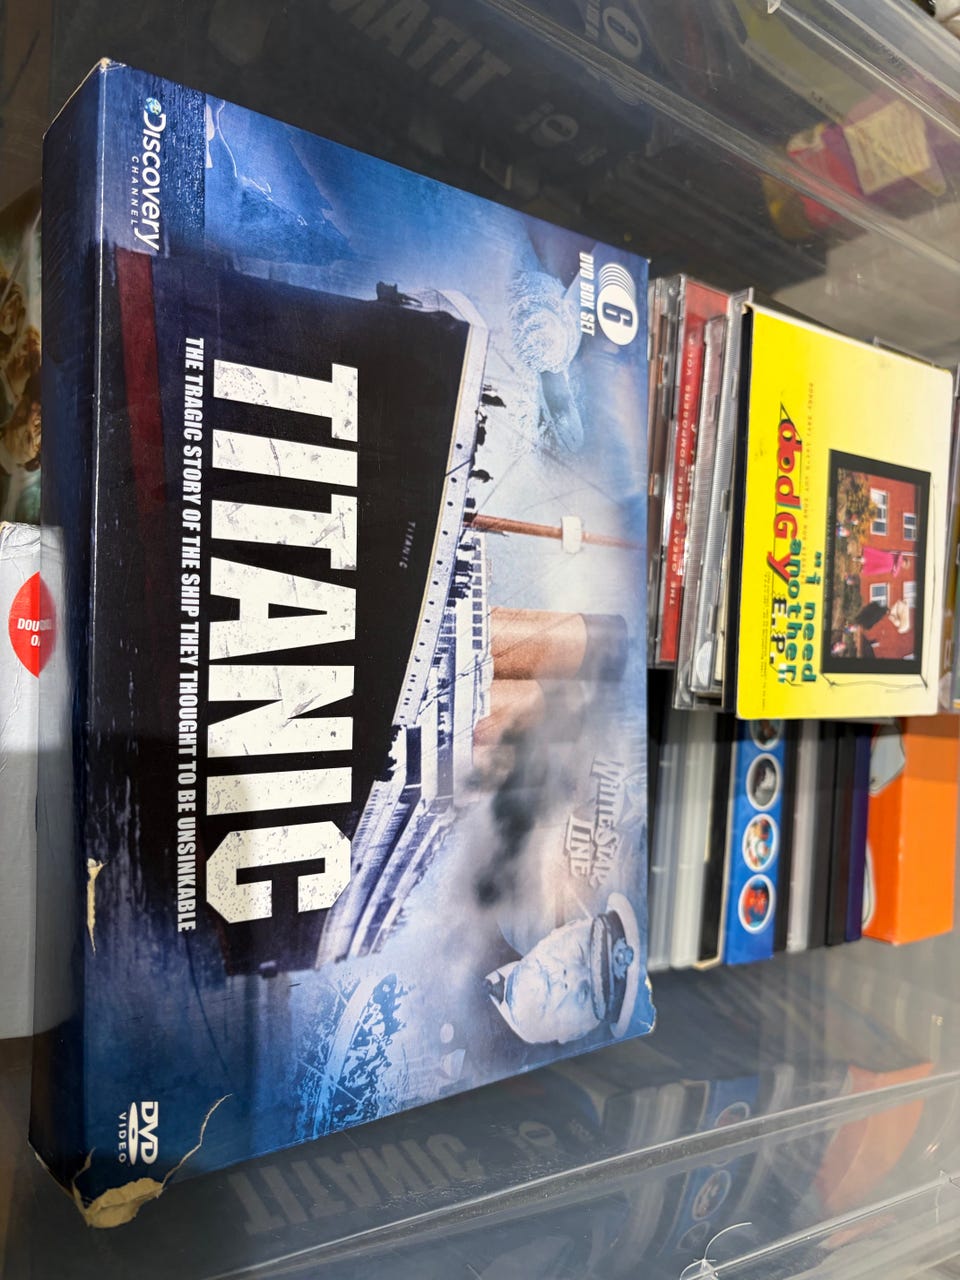 6
DVD BOX SET
WHITE STAR
LINE
TITANIC
TITANIC
THE TRAGIC STORY OF THE SHIP THEY THOUGHT TO BE UNSINKABLE
Discovery
CHANNEL
DVD
VIDEO
THE GREAT GREEK COMPOSERS
dodgy
"i need
another
E.P."